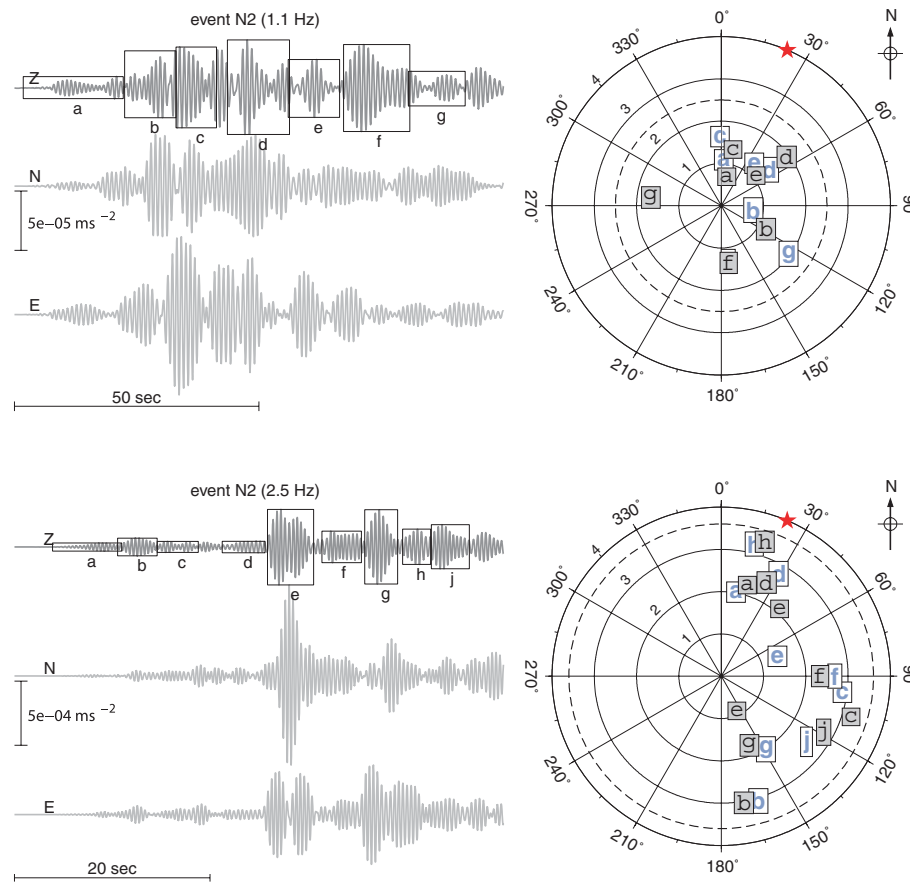 event N2 (1.1 Hz)
Z
a
b
c
d
e
f
g
N
5e−05 ms −2
E
50 sec
0˚
30˚
60˚
90
120˚
150˚
180˚
210˚
240˚
270˚
300˚
330˚
N
1
2
3
4
c
c
a
a
e
e
d
d
b
b
g
g
f
event N2 (2.5 Hz)
Z
a
b
c
d
e
f
g
h
j
N
5e−04 ms −2
E
20 sec
0˚
30˚
60˚
90
120˚
150˚
180˚
210˚
240˚
270˚
300˚
330˚
N
1
2
3
4
h
h
a
a
d
d
e
e
e
f
f
c
c
j
j
g
g
b
b